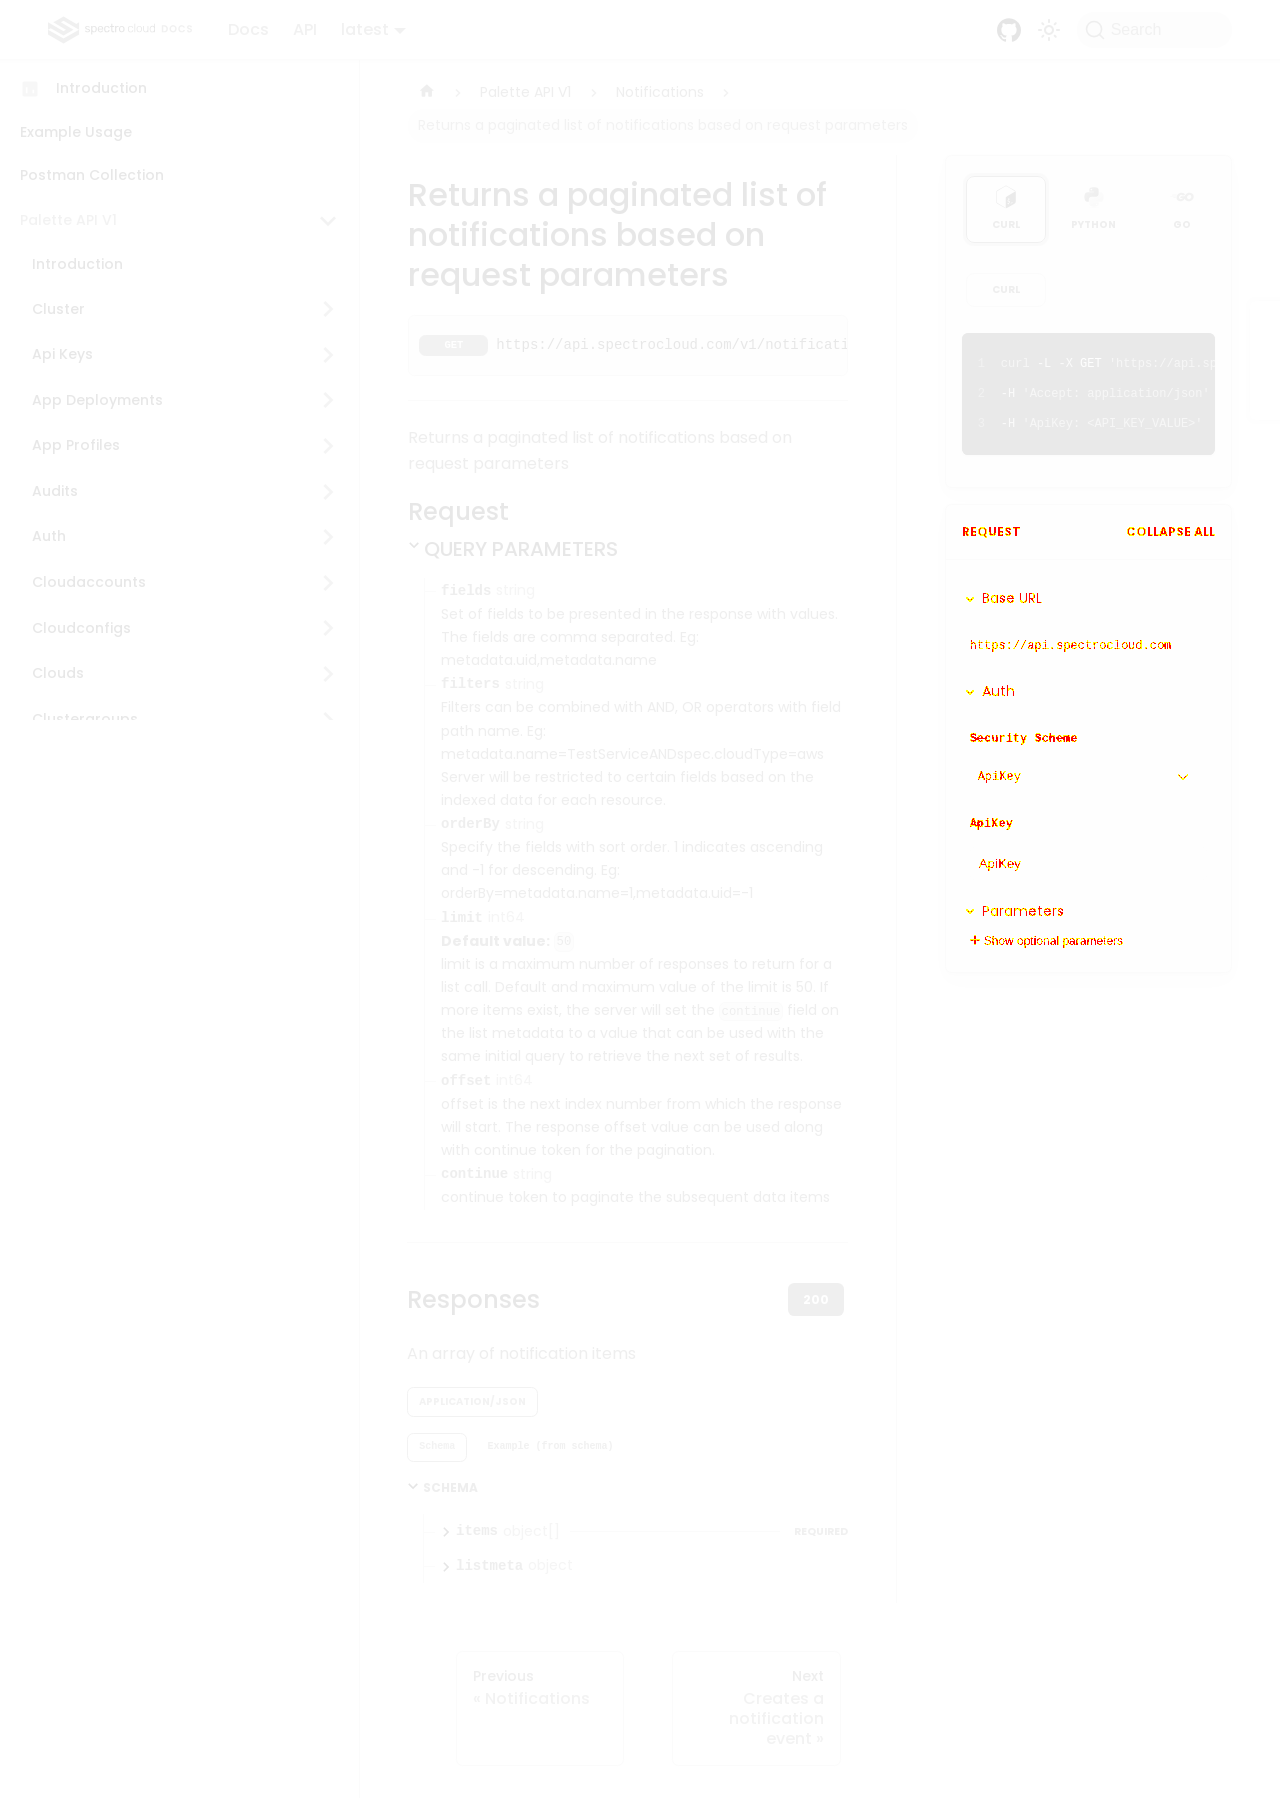 spectro cloud DOCS
Docs
API
latest
Search
Introduction
Example Usage
Postman Collection
Palette API V1
Introduction
Cluster
Api Keys
App Deployments
App Profiles
Audits
Auth
Cloudaccounts
Cloudconfigs
Clouds
Clustergroups
Palette API V1
Notifications
Returns a paginated list of notifications based on request parameters
Returns a paginated list of
notifications based on
request parameters
GET https://api.spectrocloud.com/v1/notificati
Returns a paginated list of notifications based on
request parameters
Request
QUERY PARAMETERS
fields string
Set of fields to be presented in the response with values.
The fields are comma separated. Eg:
metadata.uid,metadata.name
filters string
Filters can be combined with AND, OR operators with field
path name. Eg:
metadata.name=TestServiceANDspec.cloudType=aws
Server will be restricted to certain fields based on the
indexed data for each resource.
orderBy string
Specify the fields with sort order. 1 indicates ascending
and -1 for descending. Eg:
orderBy=metadata.name=1,metadata.uid=-1
limit int64
Default value: 50
limit is a maximum number of responses to return for a
list call. Default and maximum value of the limit is 50. If
more items exist, the server will set the continue field on
the list metadata to a value that can be used with the
same initial query to retrieve the next set of results.
offset int64
offset is the next index number from which the response
will start. The response offset value can be used along
with continue token for the pagination.
continue string
continue token to paginate the subsequent data items
Responses
200
An array of notification items
APPLICATION/JSON
Schema
Example (from schema)
SCHEMA
items object[]
REQUIRED
listmeta object
Previous
« Notifications
Next
Creates a
notification
event »
CURL
PYTHON
GO
CURL
1 curl -L -X GET 'https://api.sp
2 -H 'Accept: application/json'
3 -H 'ApiKey: <API_KEY_VALUE>'
REQUEST
COLLAPSE ALL
Base URL
https://api.spectrocloud.com
Auth
Security Scheme
ApiKey
ApiKey
ApiKey
Parameters
Show optional parameters